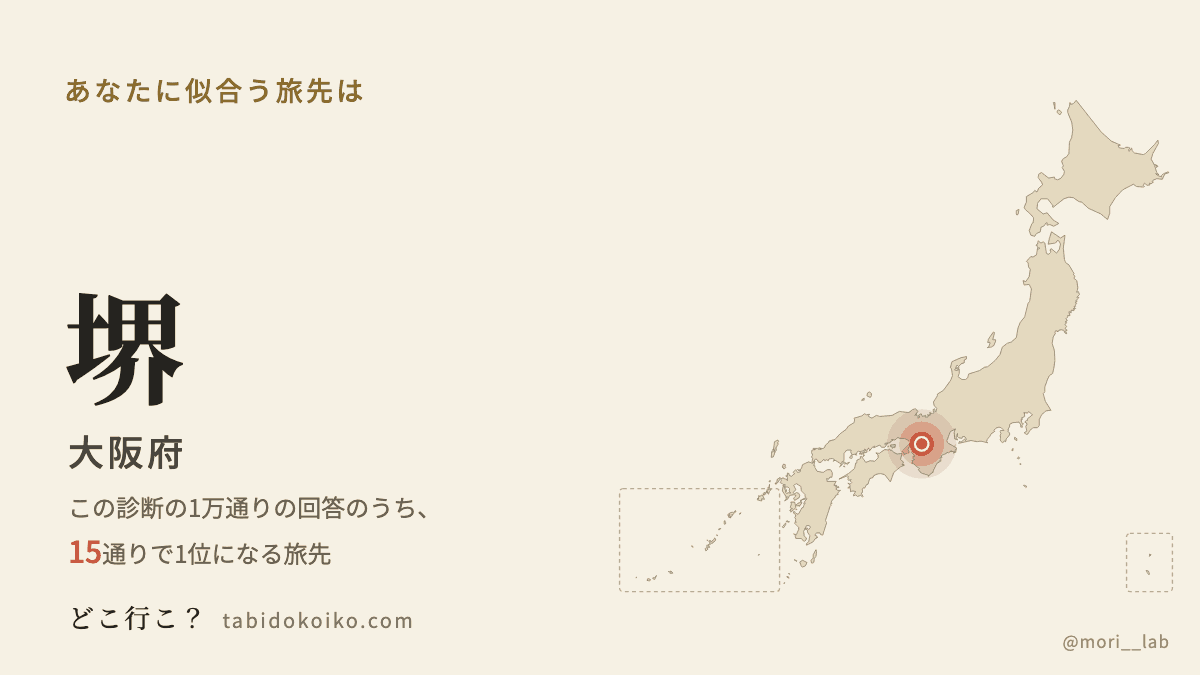 あなたに似合う旅先は
堺
大阪府
この診断の1万通りの回答のうち、
15通りで1位になる旅先
どこ行こ？ tabidokoiko.com
@mori__lab